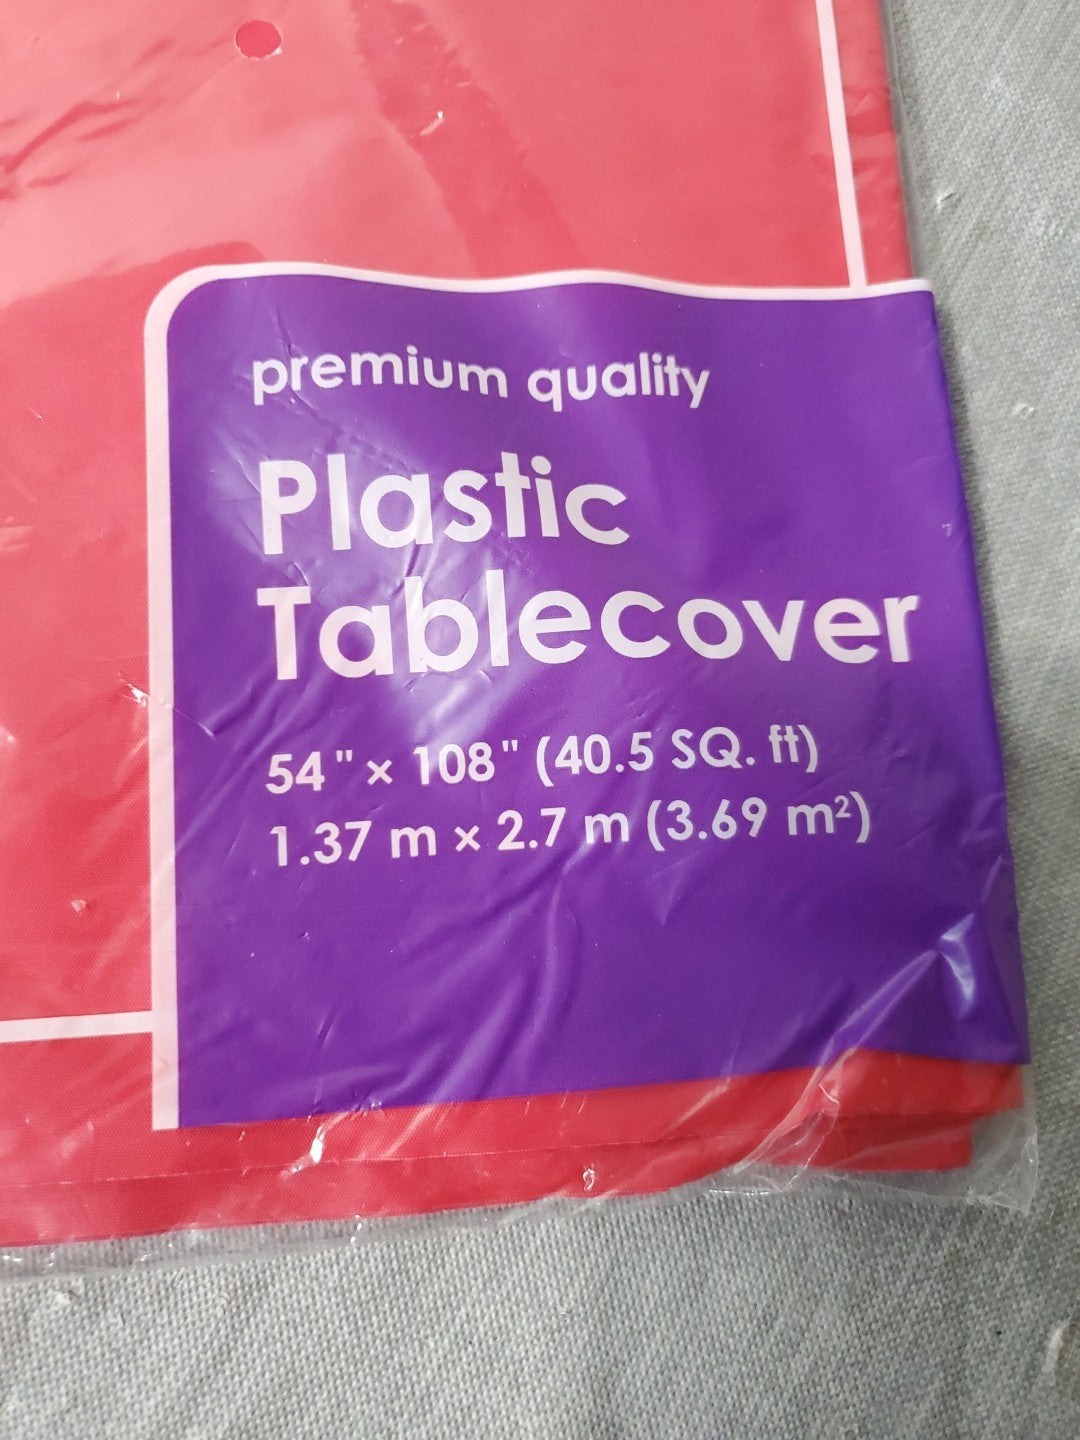 premium quality
Plastic
Tablecover
54" × 108" (40.5 SQ. ft)
1.37 m × 2.7 m (3.69 m²)